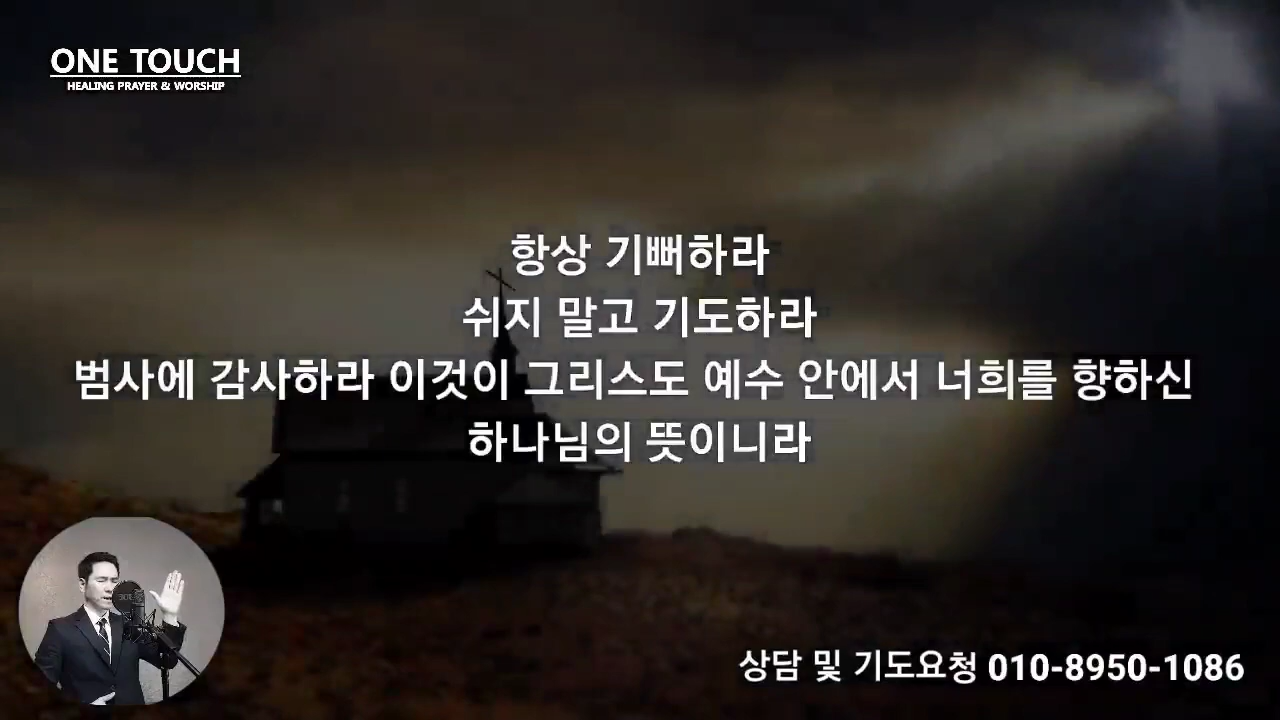 ONE TOUCH
HEALING PRAYER & WORSHIP
항상 기뻐하라
쉬지 말고 기도하라
범사에 감사하라 이것이 그리스도 예수 안에서 너희를 향하신
하나님의 뜻이니라
상담 및 기도요청 010-8950-1086